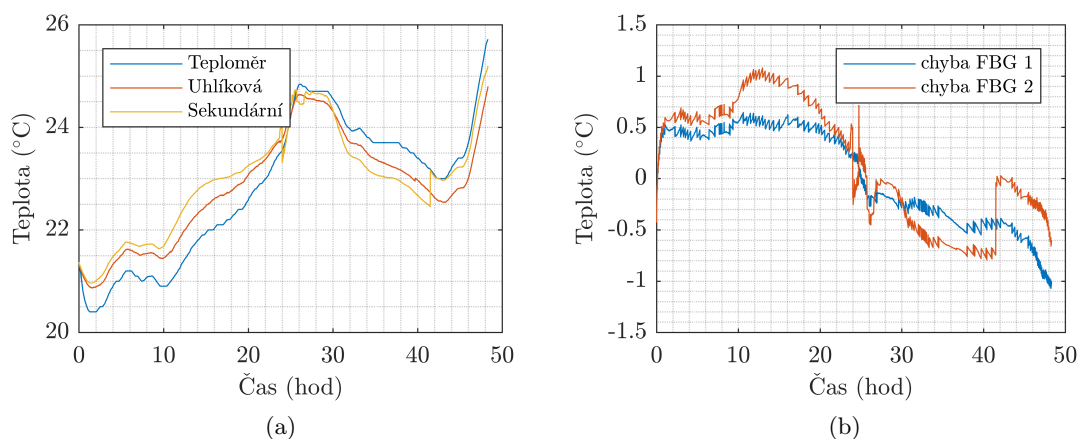 26
24
22
20
Teplota (°C)
Teploměr
Uhlíková
Sekundární
0 10 20 30 40 50
Čas (hod)
(a)
1.5
1
0.5
0
-0.5
-1
-1.5
Teplota (°C)
chyba FBG 1
chyba FBG 2
0 10 20 30 40 50
Čas (hod)
(b)